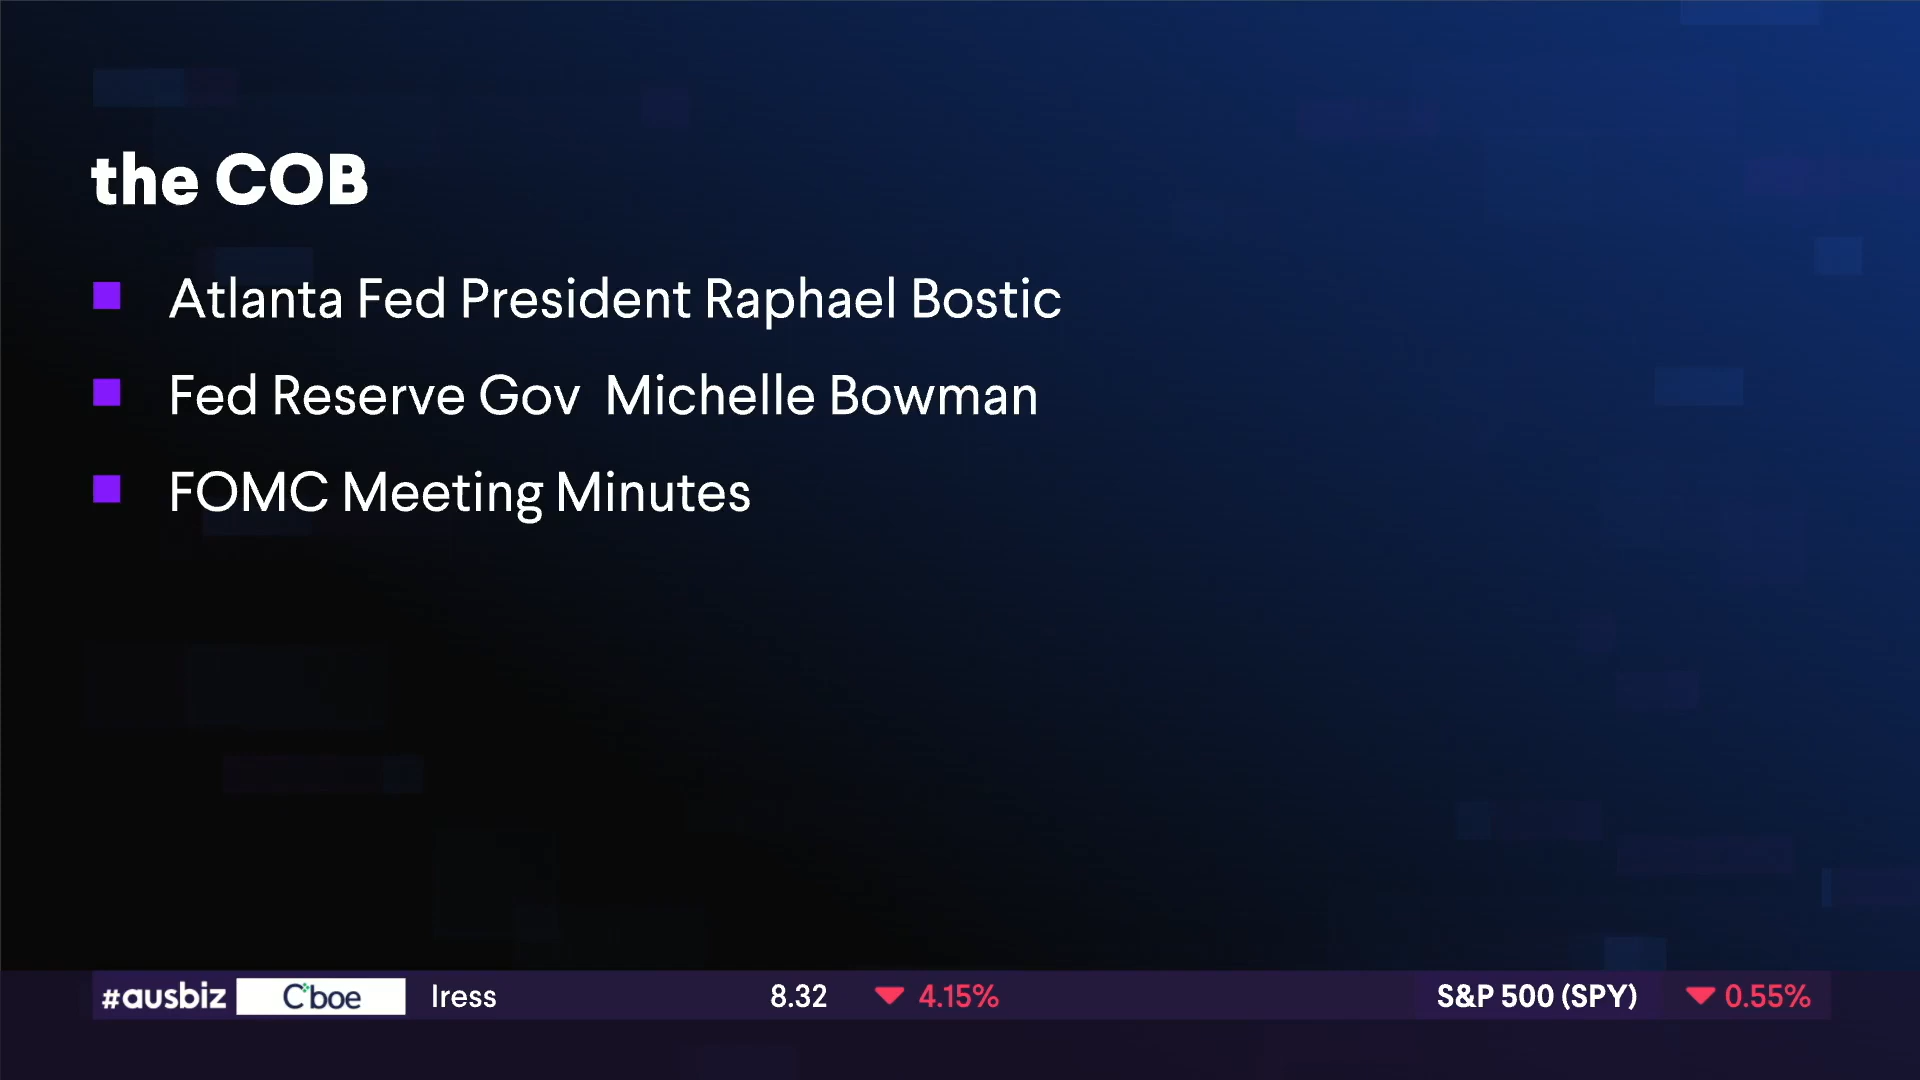 the COB
Atlanta Fed President Raphael Bostic
Fed Reserve Gov  Michelle Bowman
FOMC Meeting Minutes
#ausbiz Cboe Iress 8.32 4.15% S&P 500 (SPY) 0.55%